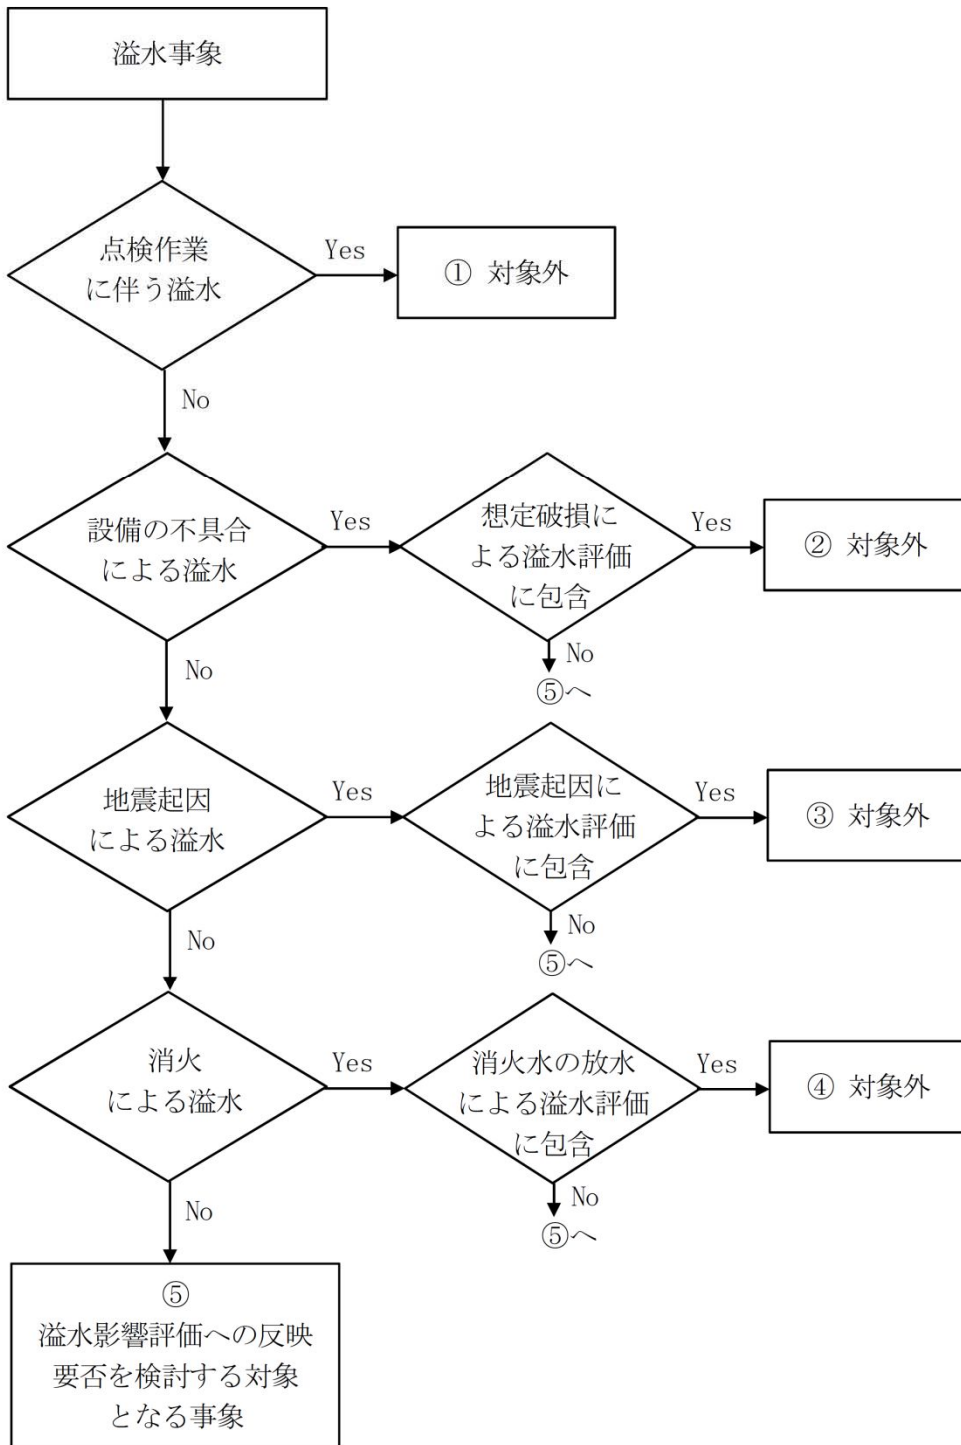 溢水事象
点検作業
に伴う溢水
Yes
① 対象外
No
設備の不具合
による溢水
Yes
想定破損に
よる溢水評価
に包含
Yes
② 対象外
No
⑤へ
No
地震起因
による溢水
Yes
地震起因に
よる溢水評価
に包含
Yes
③ 対象外
No
⑤へ
No
消火
による溢水
Yes
消火水の放水
による溢水評価
に包含
Yes
④ 対象外
No
⑤へ
No
⑤
溢水影響評価への反映
要否を検討する対象
となる事象